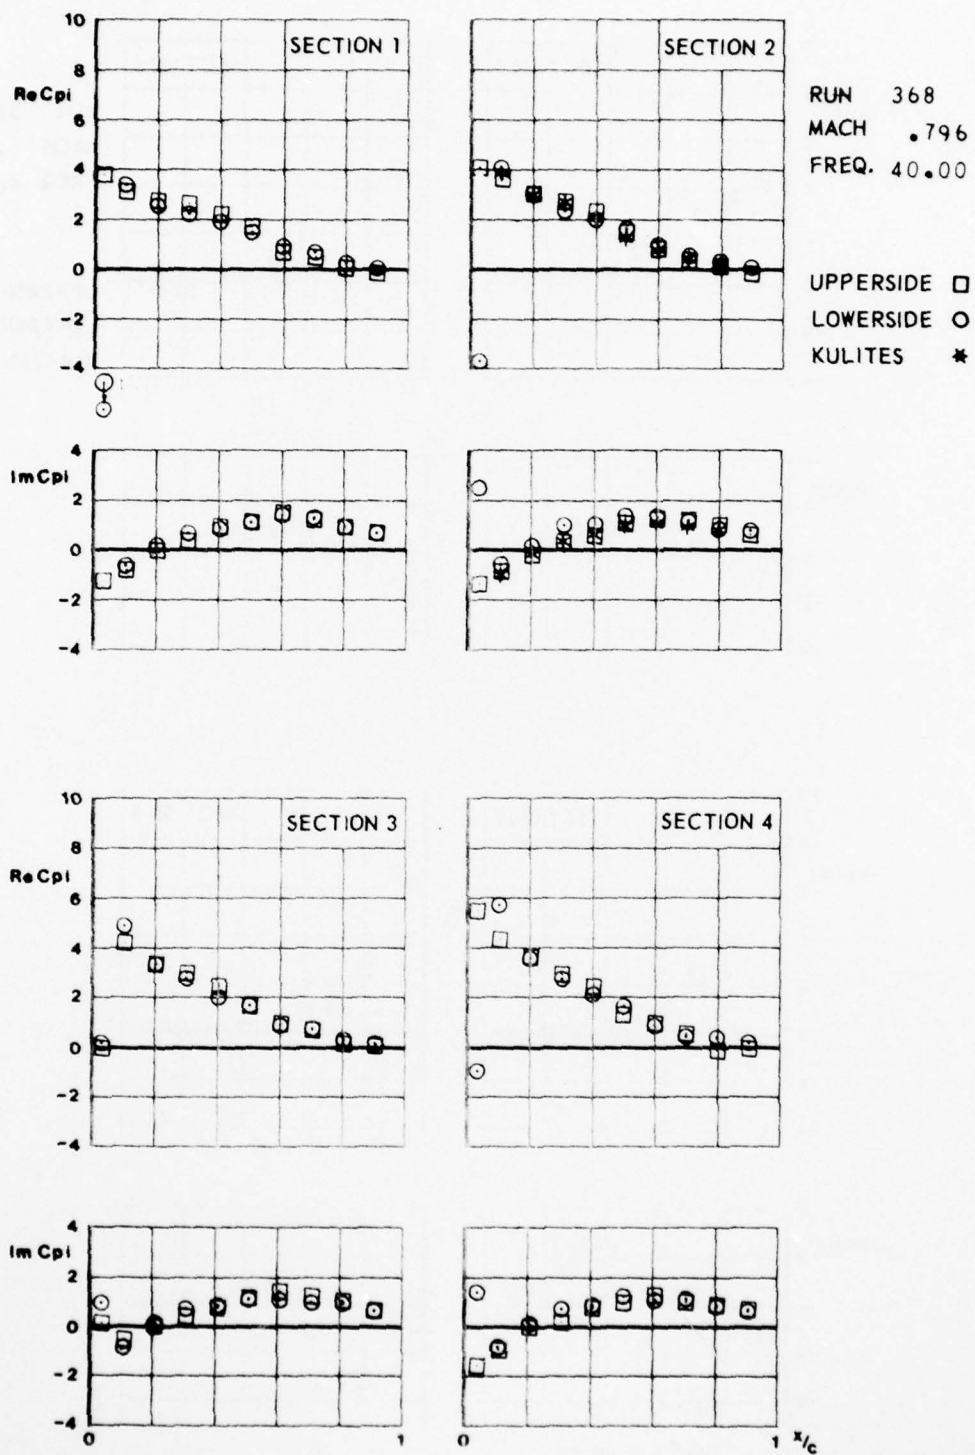 10
SECTION 1
SECTION 2
8
ReCpi
RUN 368
6
MACH .796
4
FREQ. 40.00
2
0
UPPERSIDE □
-2
LOWERSIDE ○
-4
KULITES *
4
ImCpi
2
0
-2
-4
10
SECTION 3
SECTION 4
8
ReCpi
6
4
2
0
-2
-4
4
ImCpi
2
0
-2
-4
0 1 0 1 x/c